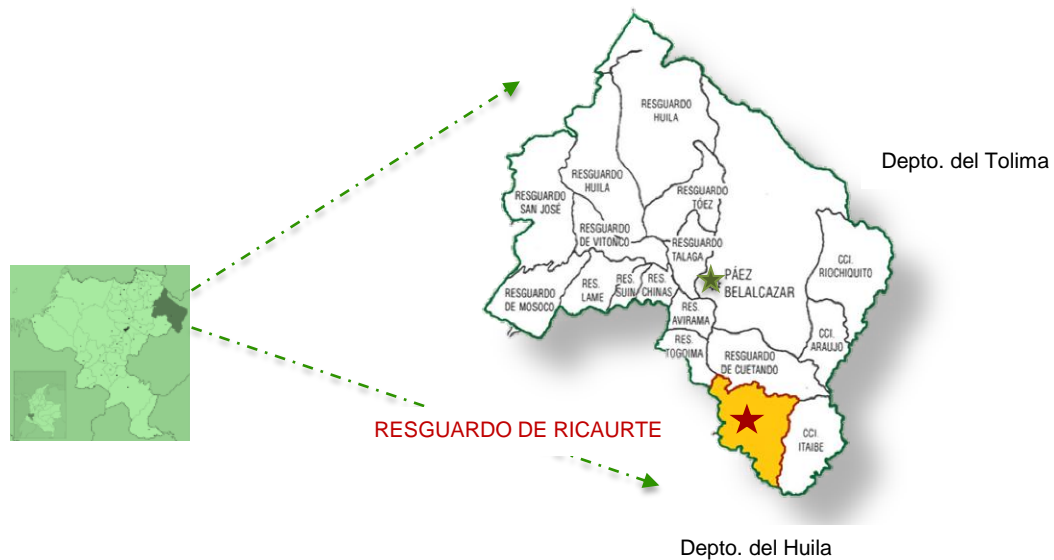 RESGUARDO
HUILA
Depto. del Tolima
RESGUARDO
HUILA
RESGUARDO
SAN JOSÉ
RESGUARDO
TÓEZ
RESGUARDO
DE VITONCO
RESGUARDO
TALAGA
CCI.
RIOCHIQUITO
PÁEZ
BELALCAZAR
RESGUARDO
DE MOSOCO
RES.
LAME
RES.
SUIN
RES.
CHINAS
RES.
AVIRAMA
RES.
TOGOIMA
CCI.
ARAUJO
RESGUARDO
DE CUETANDO
RESGUARDO DE RICAURTE
CCI.
ITAIBE
Depto. del Huila